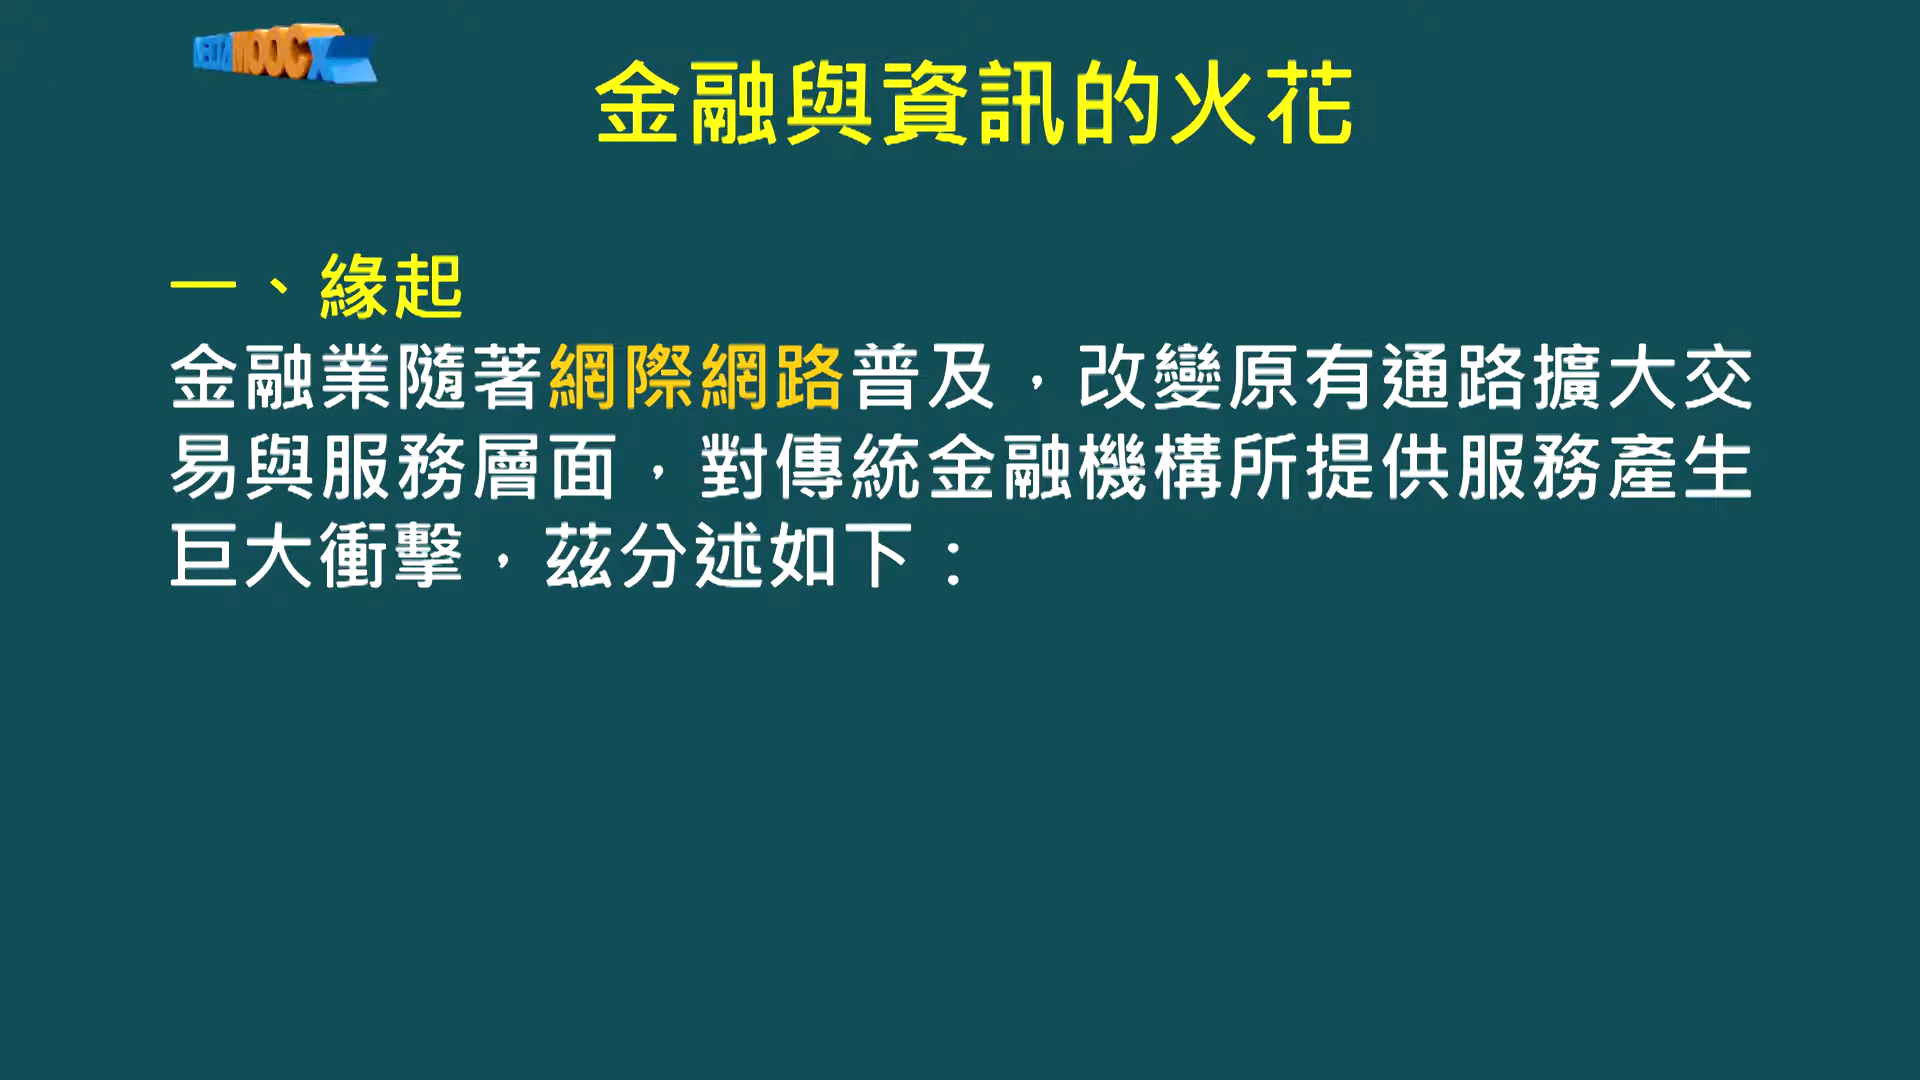 DELTA MOOCx
金融與資訊的火花
一、緣起
金融業隨著網際網路普及，改變原有通路擴大交
易與服務層面，對傳統金融機構所提供服務產生
巨大衝擊，茲分述如下：